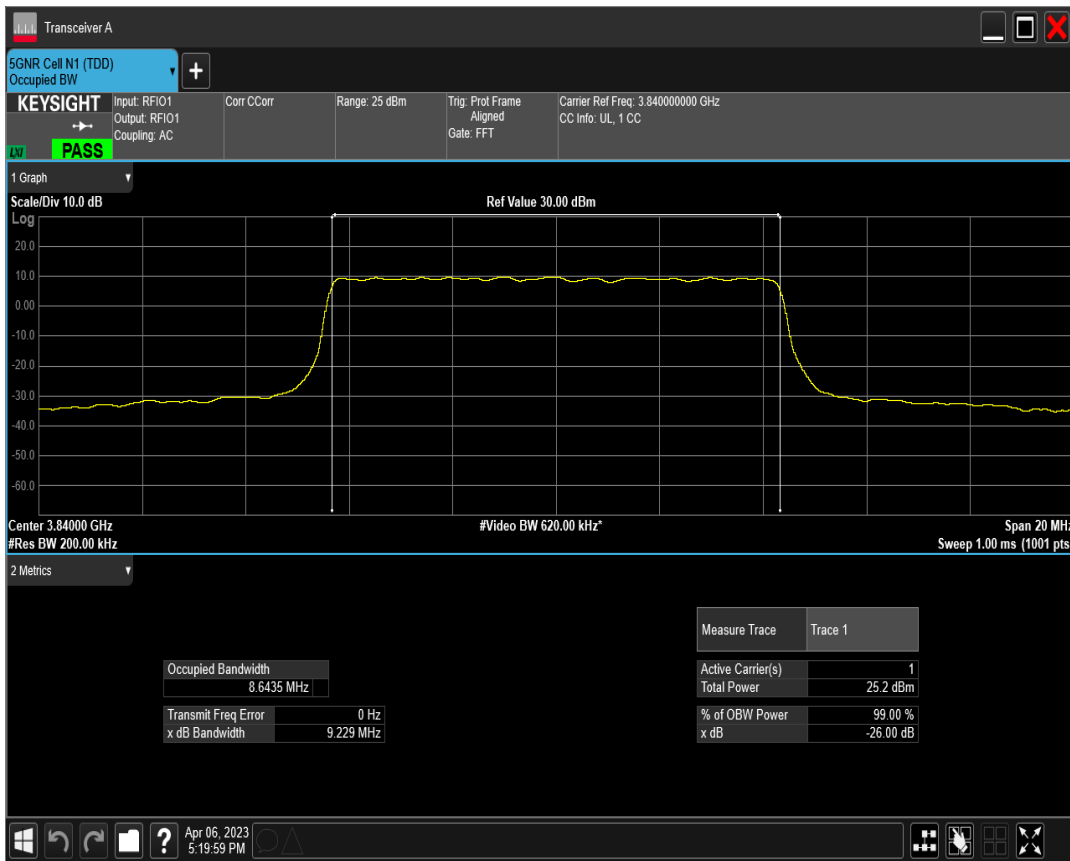 Transceiver A
5GNR Cell N1 (TDD)
Occupied BW
+
KEYSIGHT
LXI
PASS
Input: RFIO1
Output: RFIO1
Coupling: AC
Corr CCorr
Range: 25 dBm
Trig: Prot Frame
Aligned
Gate: FFT
Carrier Ref Freq: 3.840000000 GHz
CC Info: UL, 1 CC
1 Graph
Scale/Div 10.0 dB
Ref Value 30.00 dBm
Log
20.0
10.0
0.00
-10.0
-20.0
-30.0
-40.0
-50.0
-60.0
Center 3.84000 GHz
#Video BW 620.00 kHz*
Span 20 MHz
#Res BW 200.00 kHz
Sweep 1.00 ms (1001 pts
2 Metrics
Measure Trace Trace 1
Occupied Bandwidth
8.6435 MHz
Active Carrier(s) 1
Total Power 25.2 dBm
Transmit Freq Error 0 Hz
x dB Bandwidth 9.229 MHz
% of OBW Power 99.00 %
x dB -26.00 dB
?
Apr 06, 2023
5:19:59 PM